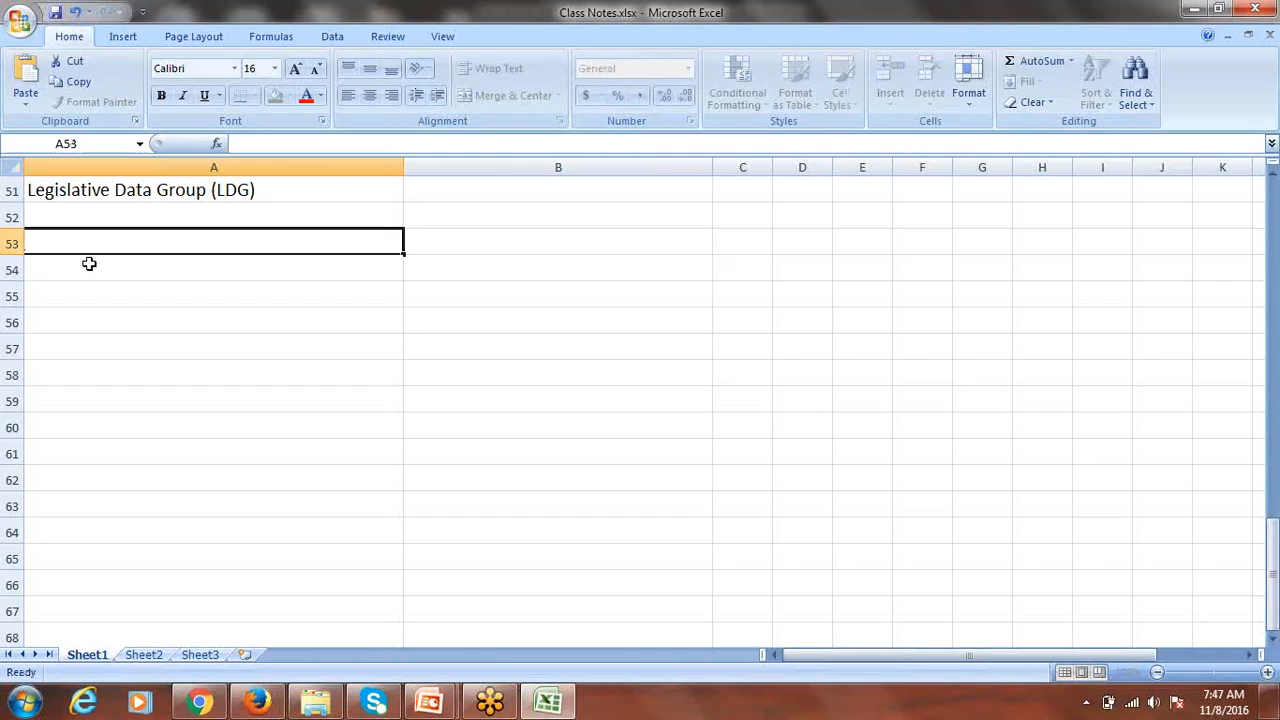 Class Notes.xlsx - Microsoft Excel
Home Insert Page Layout Formulas Data Review View
Paste Cut Copy Format Painter Clipboard
Calibri 16 A A B I U A Font
Wrap Text Merge & Center Alignment
General $ % , Number
Conditional Formatting Format as Table Cell Styles Styles
Insert Delete Format Cells
Σ AutoSum Fill Clear Sort & Filter Find & Select Editing
A53 fx
A B C D E F G H I J K
51 Legislative Data Group (LDG)
52
53
54
55
56
57
58
59
60
61
62
63
64
65
66
67
68
Sheet1 Sheet2 Sheet3
Ready 100%
7:47 AM
11/8/2016